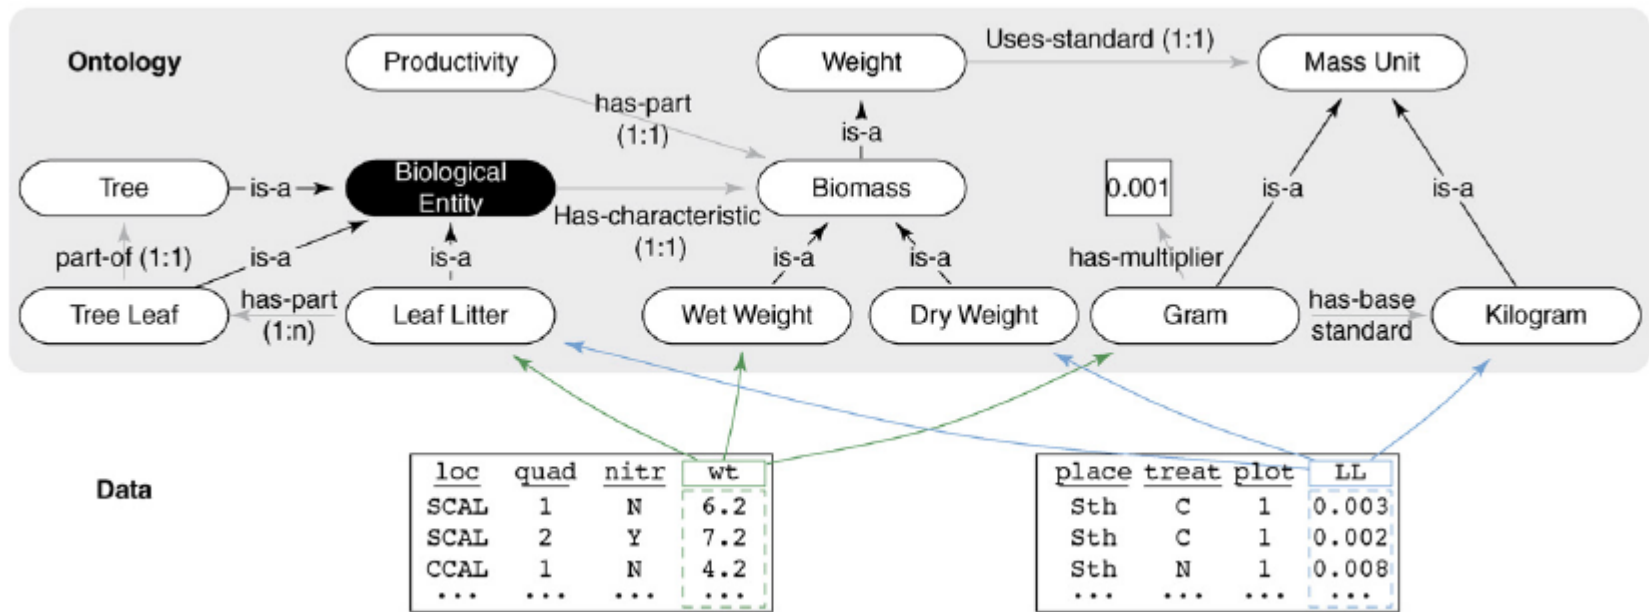 Ontology
Productivity
Weight
Uses-standard (1:1)
Mass Unit
has-part
(1:1)
is-a
Tree
is-a
Biological
Entity
Has-characteristic
(1:1)
Biomass
0.001
is-a
is-a
part-of (1:1)
is-a
is-a
is-a
is-a
has-multiplier
Tree Leaf
has-part
(1:n)
Leaf Litter
Wet Weight
Dry Weight
Gram
has-base
standard
Kilogram
Data
loc quad nitr wt
SCAL 1 N 6.2
SCAL 2 Y 7.2
CCAL 1 N 4.2
... ... ... ...
place treat plot LL
Sth C 1 0.003
Sth C 1 0.002
Sth N 1 0.008
... ... ... ...